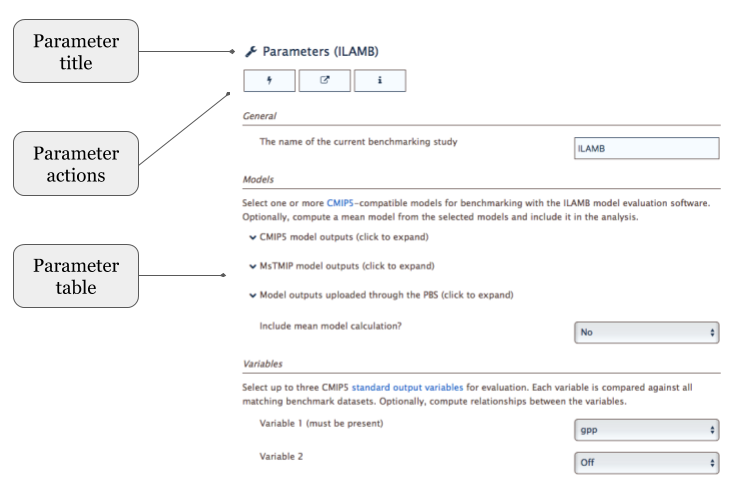 Parameter
title
Parameters (ILAMB)
Parameter
actions
General
The name of the current benchmarking study
ILAMB
Models
Select one or more CMIP5-compatible models for benchmarking with the ILAMB model evaluation software.
Optionally, compute a mean model from the selected models and include it in the analysis.
CMIP5 model outputs (click to expand)
Parameter
table
MsTMIP model outputs (click to expand)
Model outputs uploaded through the PBS (click to expand)
Include mean model calculation?
No
Variables
Select up to three CMIP5 standard output variables for evaluation. Each variable is compared against all
matching benchmark datasets. Optionally, compute relationships between the variables.
Variable 1 (must be present)
gpp
Variable 2
Off